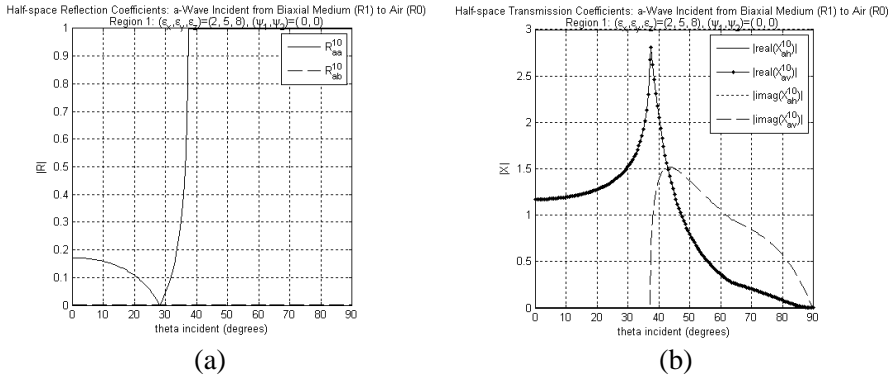 Half-space Reflection Coefficients: a-Wave Incident from Biaxial Medium (R1) to Air (R0)
Region 1: (εx,εy,εz)=(2, 5, 8), (ψ1,ψ2)=( 0, 0)
1
0.9
0.8
0.7
0.6
0.5
0.4
0.3
0.2
0.1
0
|R|
R10aa
R10ab
0 10 20 30 40 50 60 70 80 90
theta incident (degrees)
(a)
Half-space Transmission Coefficients: a-Wave Incident from Biaxial Medium (R1) to Air (R0)
Region 1: (εx,εy,εz)=(2, 5, 8), (ψ1,ψ2)=( 0, 0)
3
2.5
2
1.5
1
0.5
0
|X|
|real(X10ah)|
|real(X10av)|
|imag(X10ah)|
|imag(X10av)|
0 10 20 30 40 50 60 70 80 90
theta incident (degrees)
(b)